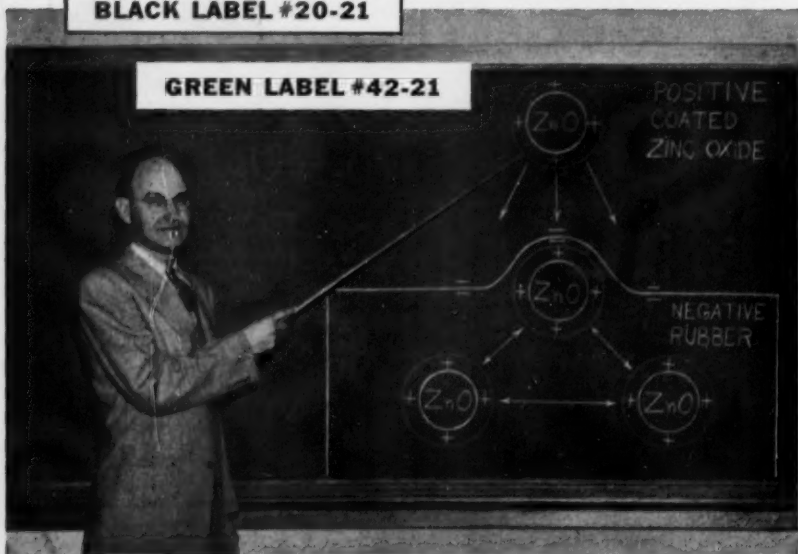 BLACK LABEL #20-21
GREEN LABEL #42-21
ZnO
POSITIVE
COATED
ZINC OXIDE
ZnO
NEGATIVE
RUBBER
ZnO
ZnO